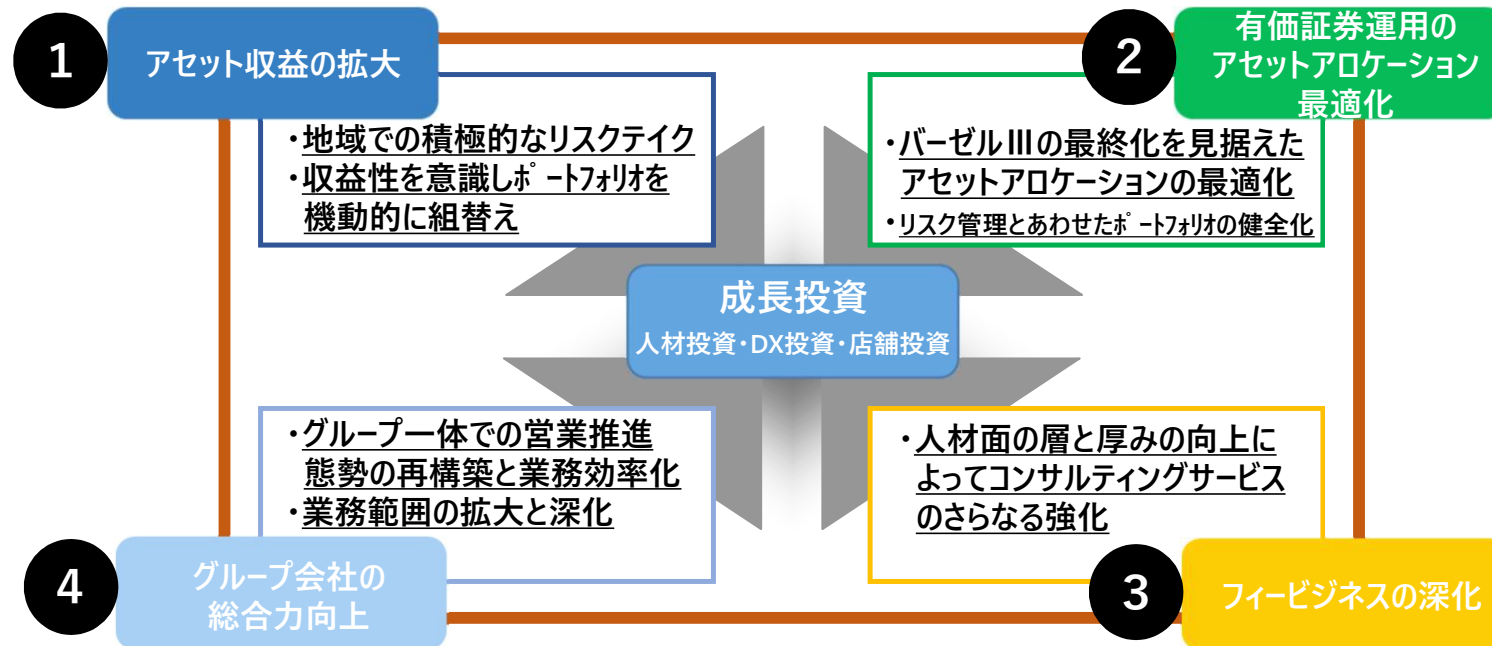 1
アセット収益の拡大
・地域での積極的なリスクテイク
・収益性を意識しポートフォリオを
機動的に組替え
2
有価証券運用の
アセットアロケーション
最適化
・バーゼルⅢの最終化を見据えた
アセットアロケーションの最適化
・リスク管理とあわせたポートフォリオの健全化
成長投資
人材投資・DX投資・店舗投資
・グループ一体での営業推進
態勢の再構築と業務効率化
・業務範囲の拡大と深化
4
グループ会社の
総合力向上
・人材面の層と厚みの向上に
よってコンサルティングサービス
のさらなる強化
3
フィービジネスの深化